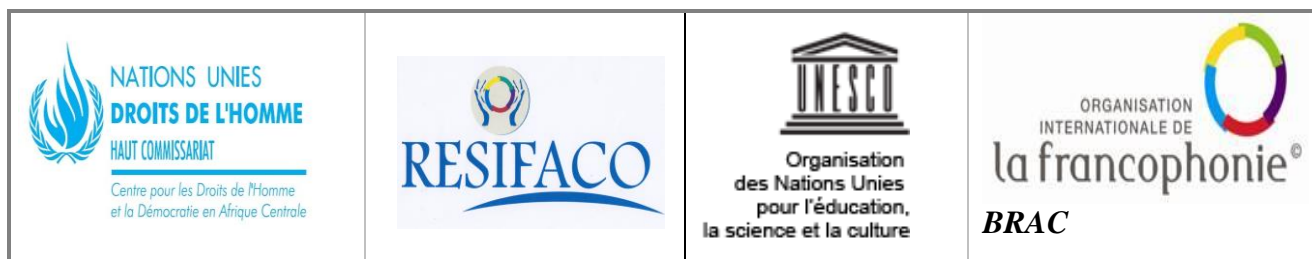 NATIONS UNIES
DROITS DE L'HOMME
HAUT COMMISSARIAT
Centre pour les Droits de l'Homme
et la Démocratie en Afrique Centrale
RESIFACO
UNESCO
Organisation
des Nations Unies
pour l'éducation,
la science et la culture
ORGANISATION
INTERNATIONALE DE
la francophonie©
BRAC